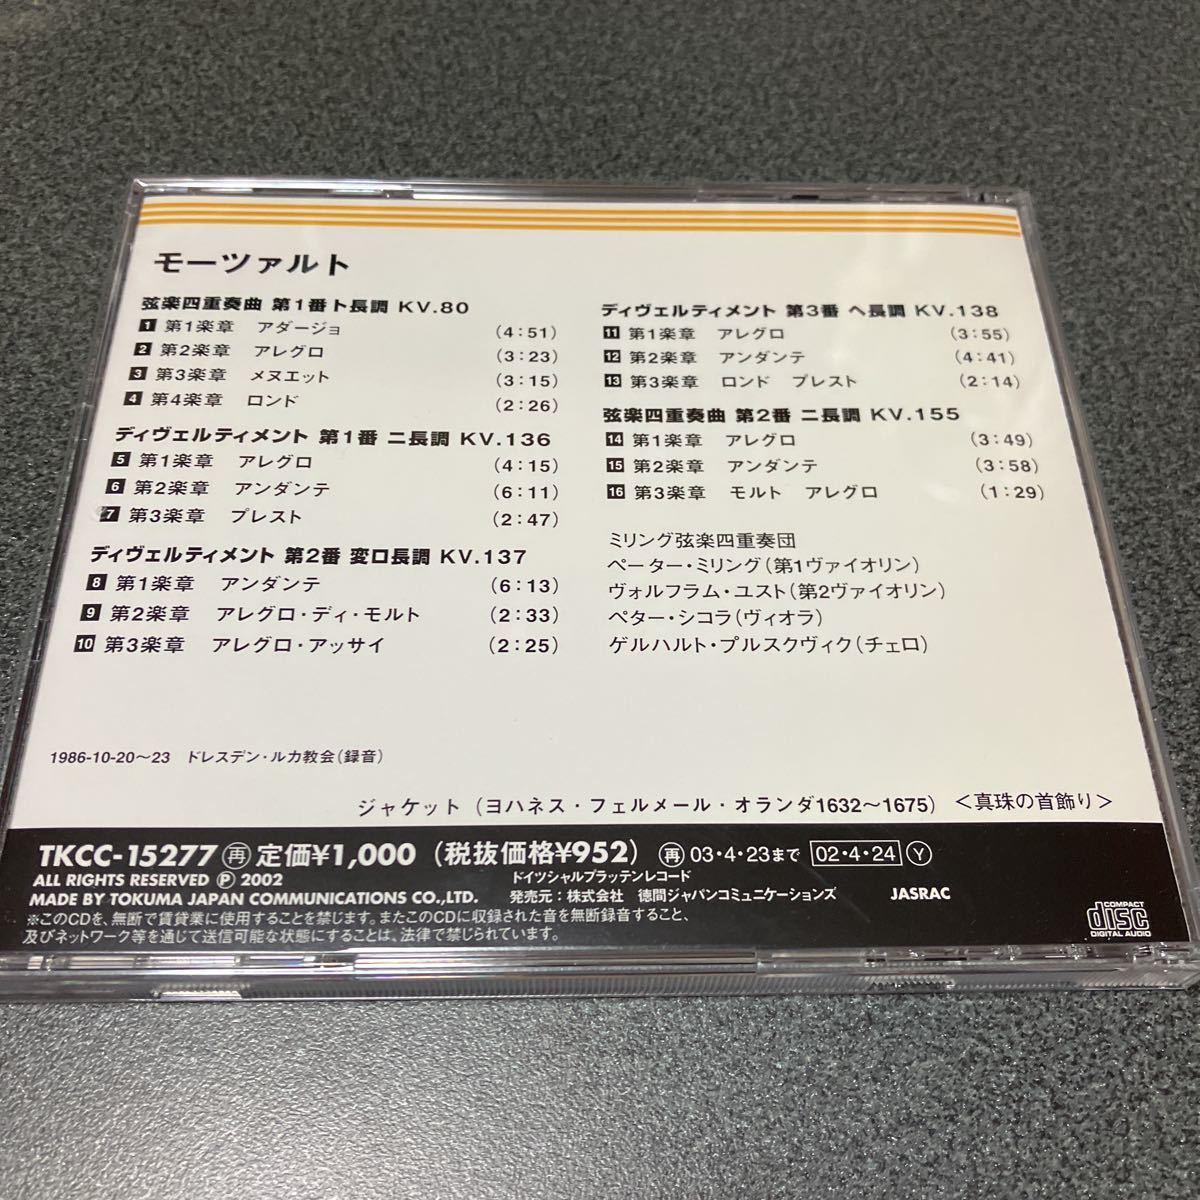 モーツァルト
弦楽四重奏曲 第1番ト長調 KV.80
1 第1楽章 アダージョ (4:51)
2 第2楽章 アレグロ (3:23)
3 第3楽章 メヌエット (3:15)
4 第4楽章 ロンド (2:26)
ディヴェルティメント 第1番 ニ長調 KV.136
5 第1楽章 アレグロ (4:15)
6 第2楽章 アンダンテ (6:11)
7 第3楽章 プレスト (2:47)
ディヴェルティメント 第2番 変ロ長調 KV.137
8 第1楽章 アンダンテ (6:13)
9 第2楽章 アレグロ・ディ・モルト (2:33)
10 第3楽章 アレグロ・アッサイ (2:25)
ディヴェルティメント 第3番 ヘ長調 KV.138
11 第1楽章 アレグロ (3:55)
12 第2楽章 アンダンテ (4:41)
13 第3楽章 ロンド プレスト (2:14)
弦楽四重奏曲 第2番 ニ長調 KV.155
14 第1楽章 アレグロ (3:49)
15 第2楽章 アンダンテ (3:58)
16 第3楽章 モルト アレグロ (1:29)
ミリング弦楽四重奏団
ペーター・ミリング(第1ヴァイオリン)
ヴォルフラム・ユスト(第2ヴァイオリン)
ペター・シコラ(ヴィオラ)
ゲルハルト・プルスクヴィク(チェロ)
1986-10-20〜23 ドレスデン・ルカ教会(録音)
ジャケット (ヨハネス・フェルメール・オランダ1632〜1675) <真珠の首飾り>
TKCC-15277 ㊢ 定価¥1,000 (税抜価格¥952) 再 03・4・23まで 02・4・24 Y
ALL RIGHTS RESERVED Ⓟ 2002
ドイツシャルプラッテンレコード
MADE BY TOKUMA JAPAN COMMUNICATIONS CO.,LTD. 発売元:株式会社 徳間ジャパンコミュニケーションズ JASRAC
※このCDを、無断で賃貸業に使用することを禁じます。またこのCDに収録された音を無断録音すること、
及びネットワーク等を通じて送信可能な状態にすることは、法律で禁じられています。
COMPACT
disc
DIGITAL AUDIO